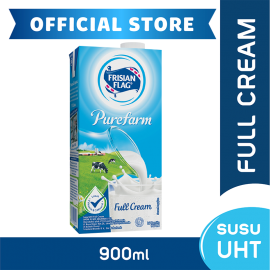 OFFICIAL STORE
FULL CREAM
FRISIAN FLAG
Purefarm
Full Cream
SUSU
UHT
900ml